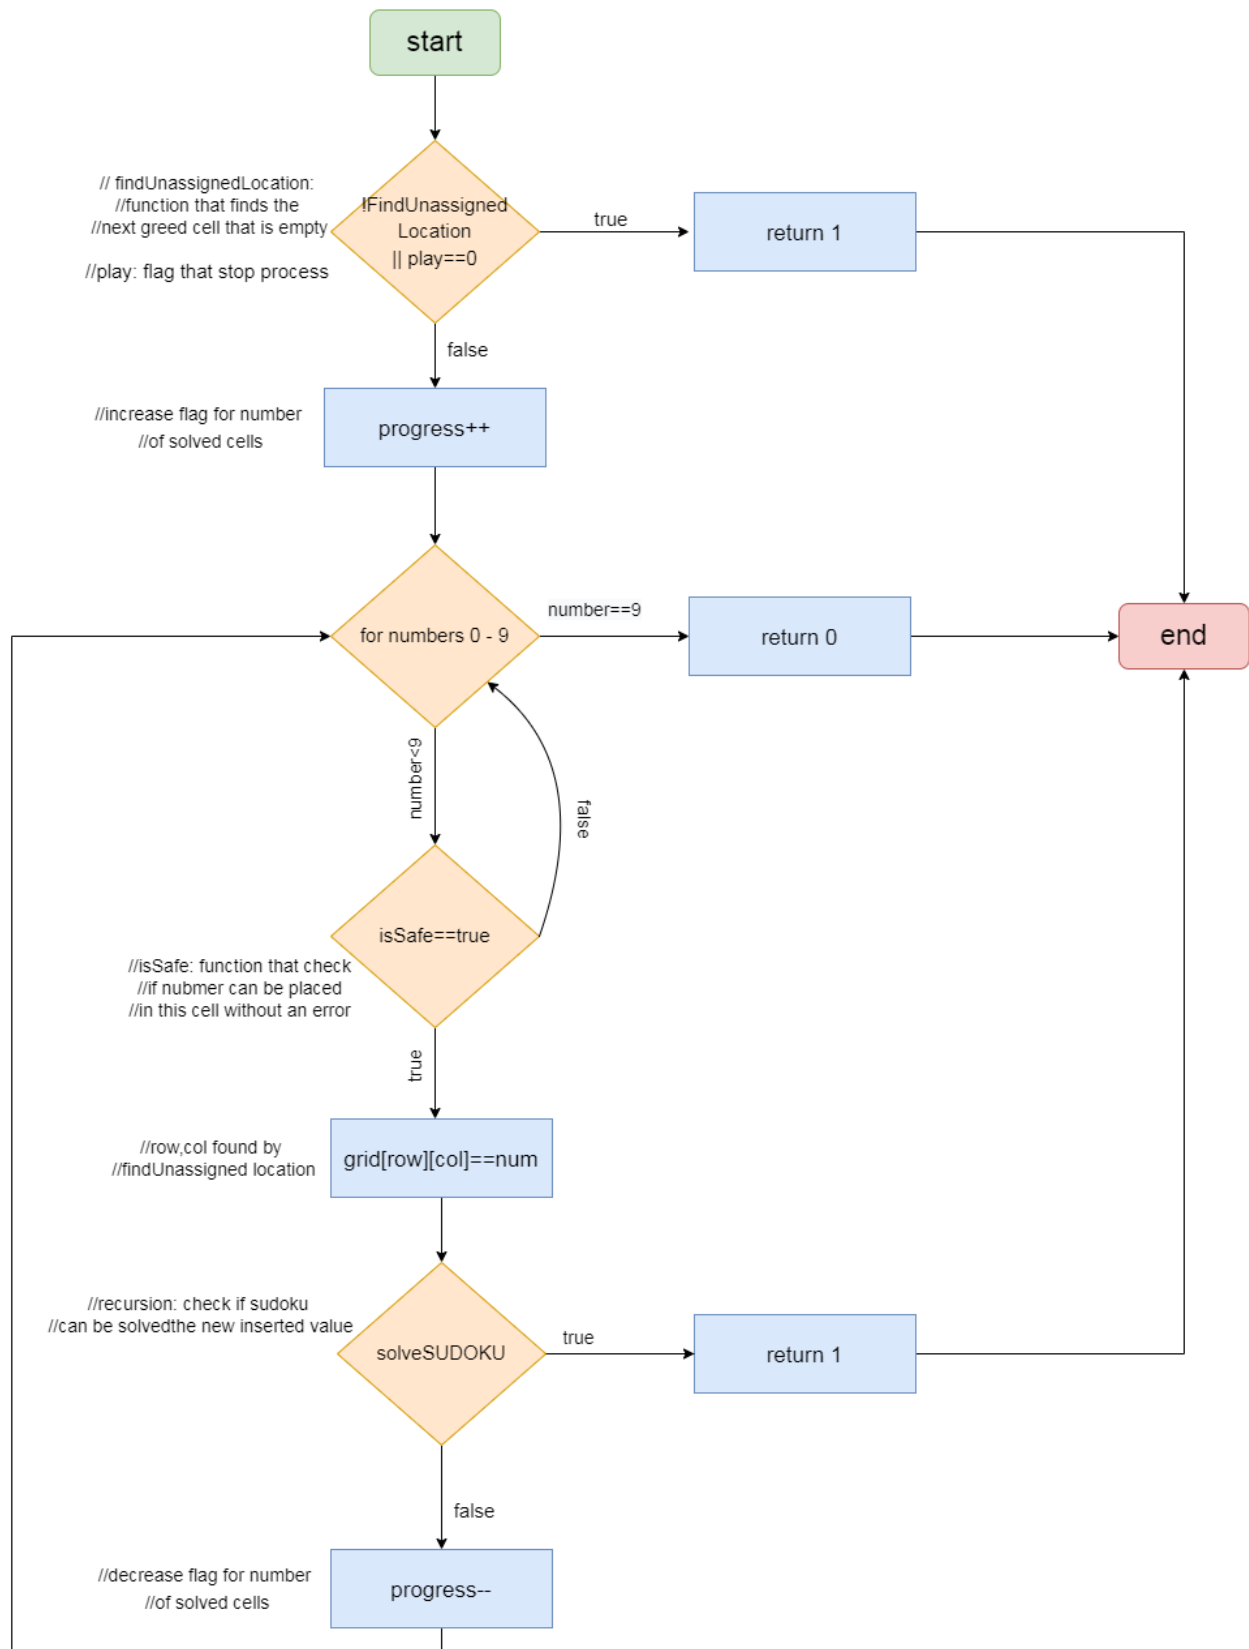 start
// findUnassignedLocation:
//function that finds the
//next greed cell that is empty
//play: flag that stop process
!FindUnassigned
Location
|| play==0
true
return 1
false
//increase flag for number
//of solved cells
progress++
for numbers 0 - 9
number==9
return 0
end
number<9
false
isSafe==true
//isSafe: function that check
//if nubmer can be placed
//in this cell without an error
true
//row,col found by
//findUnassigned location
grid[row][col]==num
//recursion: check if sudoku
//can be solvedthe new inserted value
solveSUDOKU
true
return 1
false
//decrease flag for number
//of solved cells
progress--